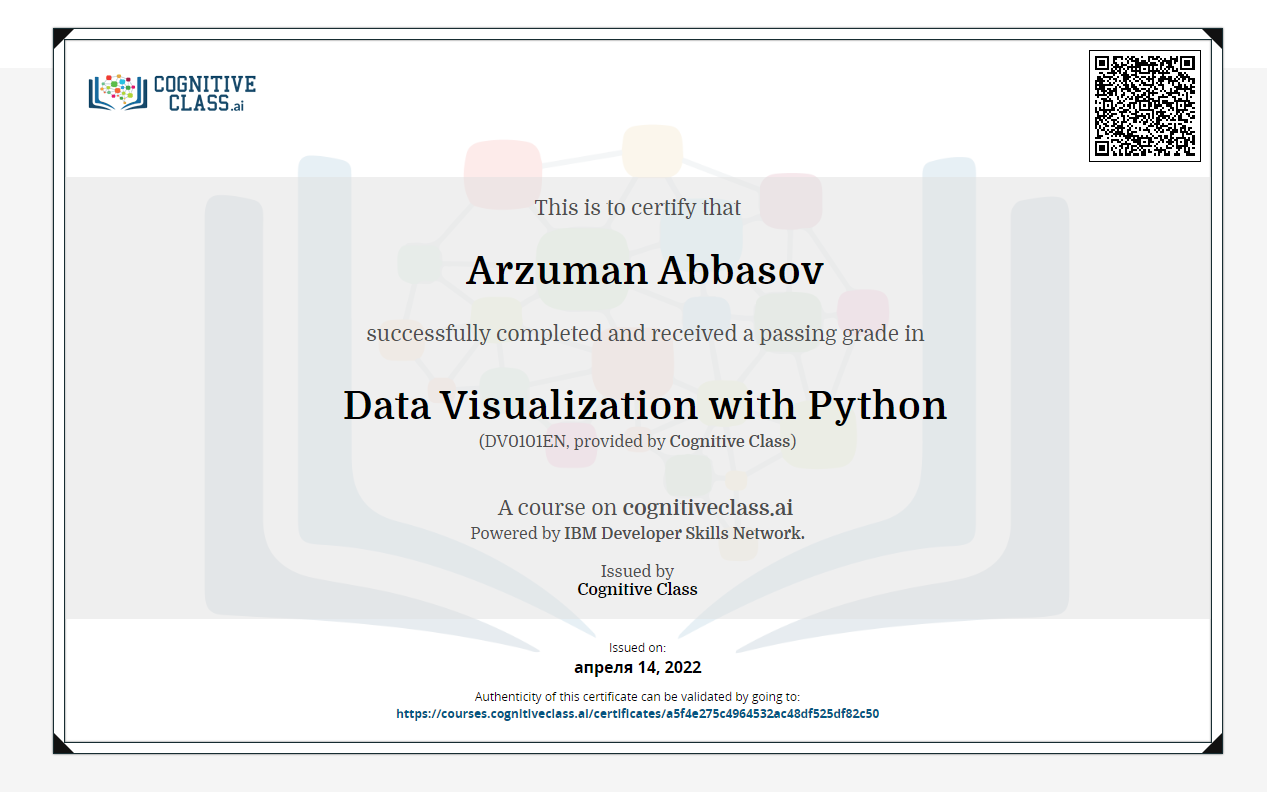 COGNITIVE
CLASS.ai
This is to certify that
Arzuman Abbasov
successfully completed and received a passing grade in
Data Visualization with Python
(DV0101EN, provided by Cognitive Class)
A course on cognitiveclass.ai
Powered by IBM Developer Skills Network.
Issued by
Cognitive Class
Issued on:
апреля 14, 2022
Authenticity of this certificate can be validated by going to:
https://courses.cognitiveclass.ai/certificates/a5f4e275c4964532ac48df525df82c50